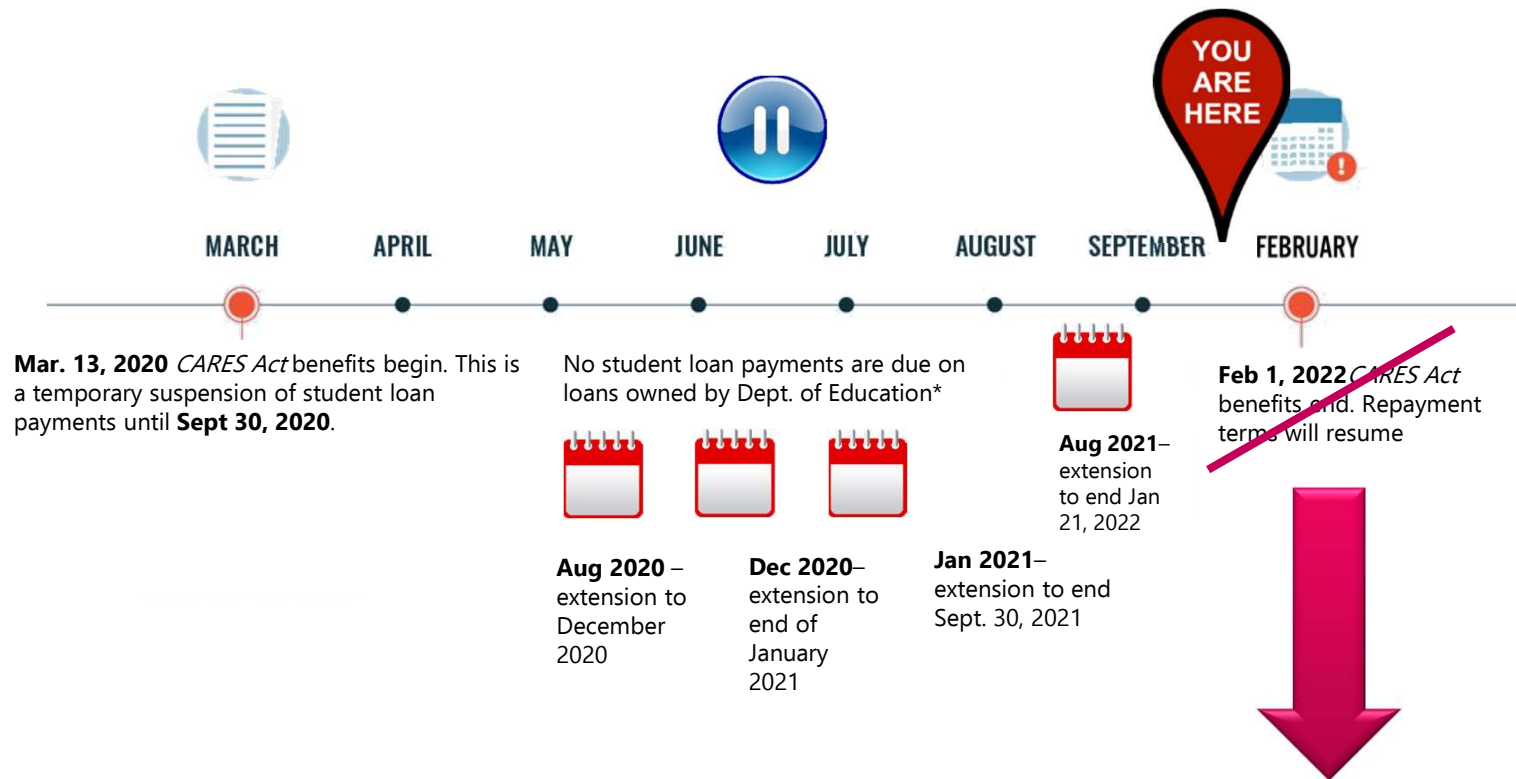 YOU
ARE
HERE
MARCH
APRIL
MAY
JUNE
JULY
AUGUST
SEPTEMBER
FEBRUARY
Mar. 13, 2020 CARES Act benefits begin. This is
a temporary suspension of student loan
payments until Sept 30, 2020.
No student loan payments are due on
loans owned by Dept. of Education*
Aug 2020 –
extension to
December
2020
Dec 2020–
extension to
end of
January
2021
Jan 2021–
extension to end
Sept. 30, 2021
Aug 2021–
extension
to end Jan
21, 2022
Feb 1, 2022 CARES Act
benefits end. Repayment
terms will resume